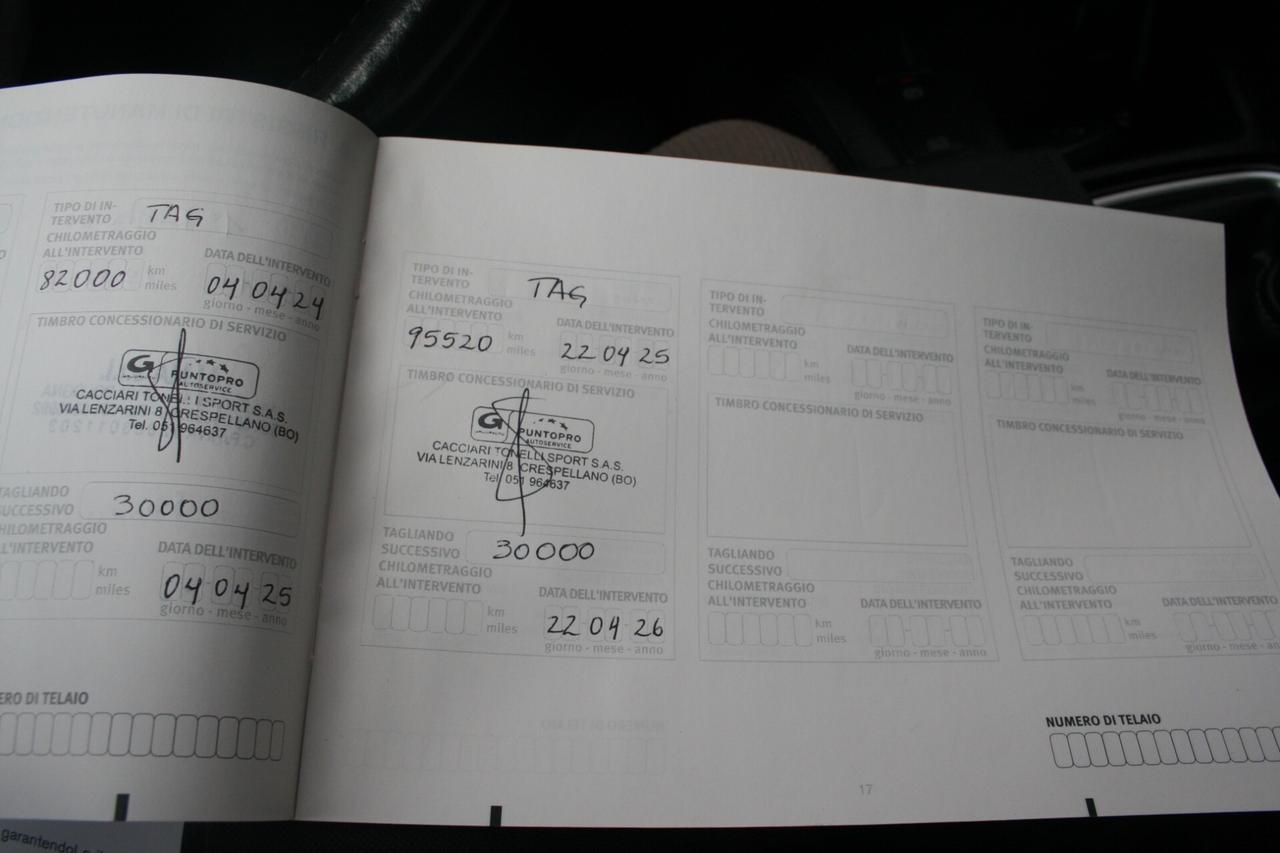 TIPO DI IN-
TERVENTO
TAG
CHILOMETRAGGIO
ALL'INTERVENTO
DATA DELL'INTERVENTO
82000
km
miles
04 04 24
giorno - mese - anno
TIMBRO CONCESSIONARIO DI SERVIZIO
G PUNTOPRO
AUTOSERVICE
CACCIARI TONELLI SPORT S.A.S.
VIA LENZARINI 8 CRESPELLANO (BO)
Tel. 051 964637
TAGLIANDO
SUCCESSIVO
30000
CHILOMETRAGGIO
ALL'INTERVENTO
DATA DELL'INTERVENTO
km
miles
04 04 25
giorno - mese - anno
NUMERO DI TELAIO
TIPO DI IN-
TERVENTO
TAG
CHILOMETRAGGIO
ALL'INTERVENTO
DATA DELL'INTERVENTO
95520
km
miles
22 04 25
giorno - mese - anno
TIMBRO CONCESSIONARIO DI SERVIZIO
G PUNTOPRO
AUTOSERVICE
CACCIARI TONELLI SPORT S.A.S.
VIA LENZARINI 8 CRESPELLANO (BO)
Tel. 051 964637
TAGLIANDO
SUCCESSIVO
30000
CHILOMETRAGGIO
ALL'INTERVENTO
DATA DELL'INTERVENTO
km
miles
22 04 26
giorno - mese - anno
TIPO DI IN-
TERVENTO
CHILOMETRAGGIO
ALL'INTERVENTO
DATA DELL'INTERVENTO
km
miles
giorno - mese - anno
TIMBRO CONCESSIONARIO DI SERVIZIO
TAGLIANDO
SUCCESSIVO
CHILOMETRAGGIO
ALL'INTERVENTO
DATA DELL'INTERVENTO
km
miles
giorno - mese - anno
TIPO DI IN-
TERVENTO
CHILOMETRAGGIO
ALL'INTERVENTO
DATA DELL'INTERVENTO
km
miles
giorno - mese - anno
TIMBRO CONCESSIONARIO DI SERVIZIO
TAGLIANDO
SUCCESSIVO
CHILOMETRAGGIO
ALL'INTERVENTO
DATA DELL'INTERVENTO
km
miles
giorno - mese - anno
NUMERO DI TELAIO
17